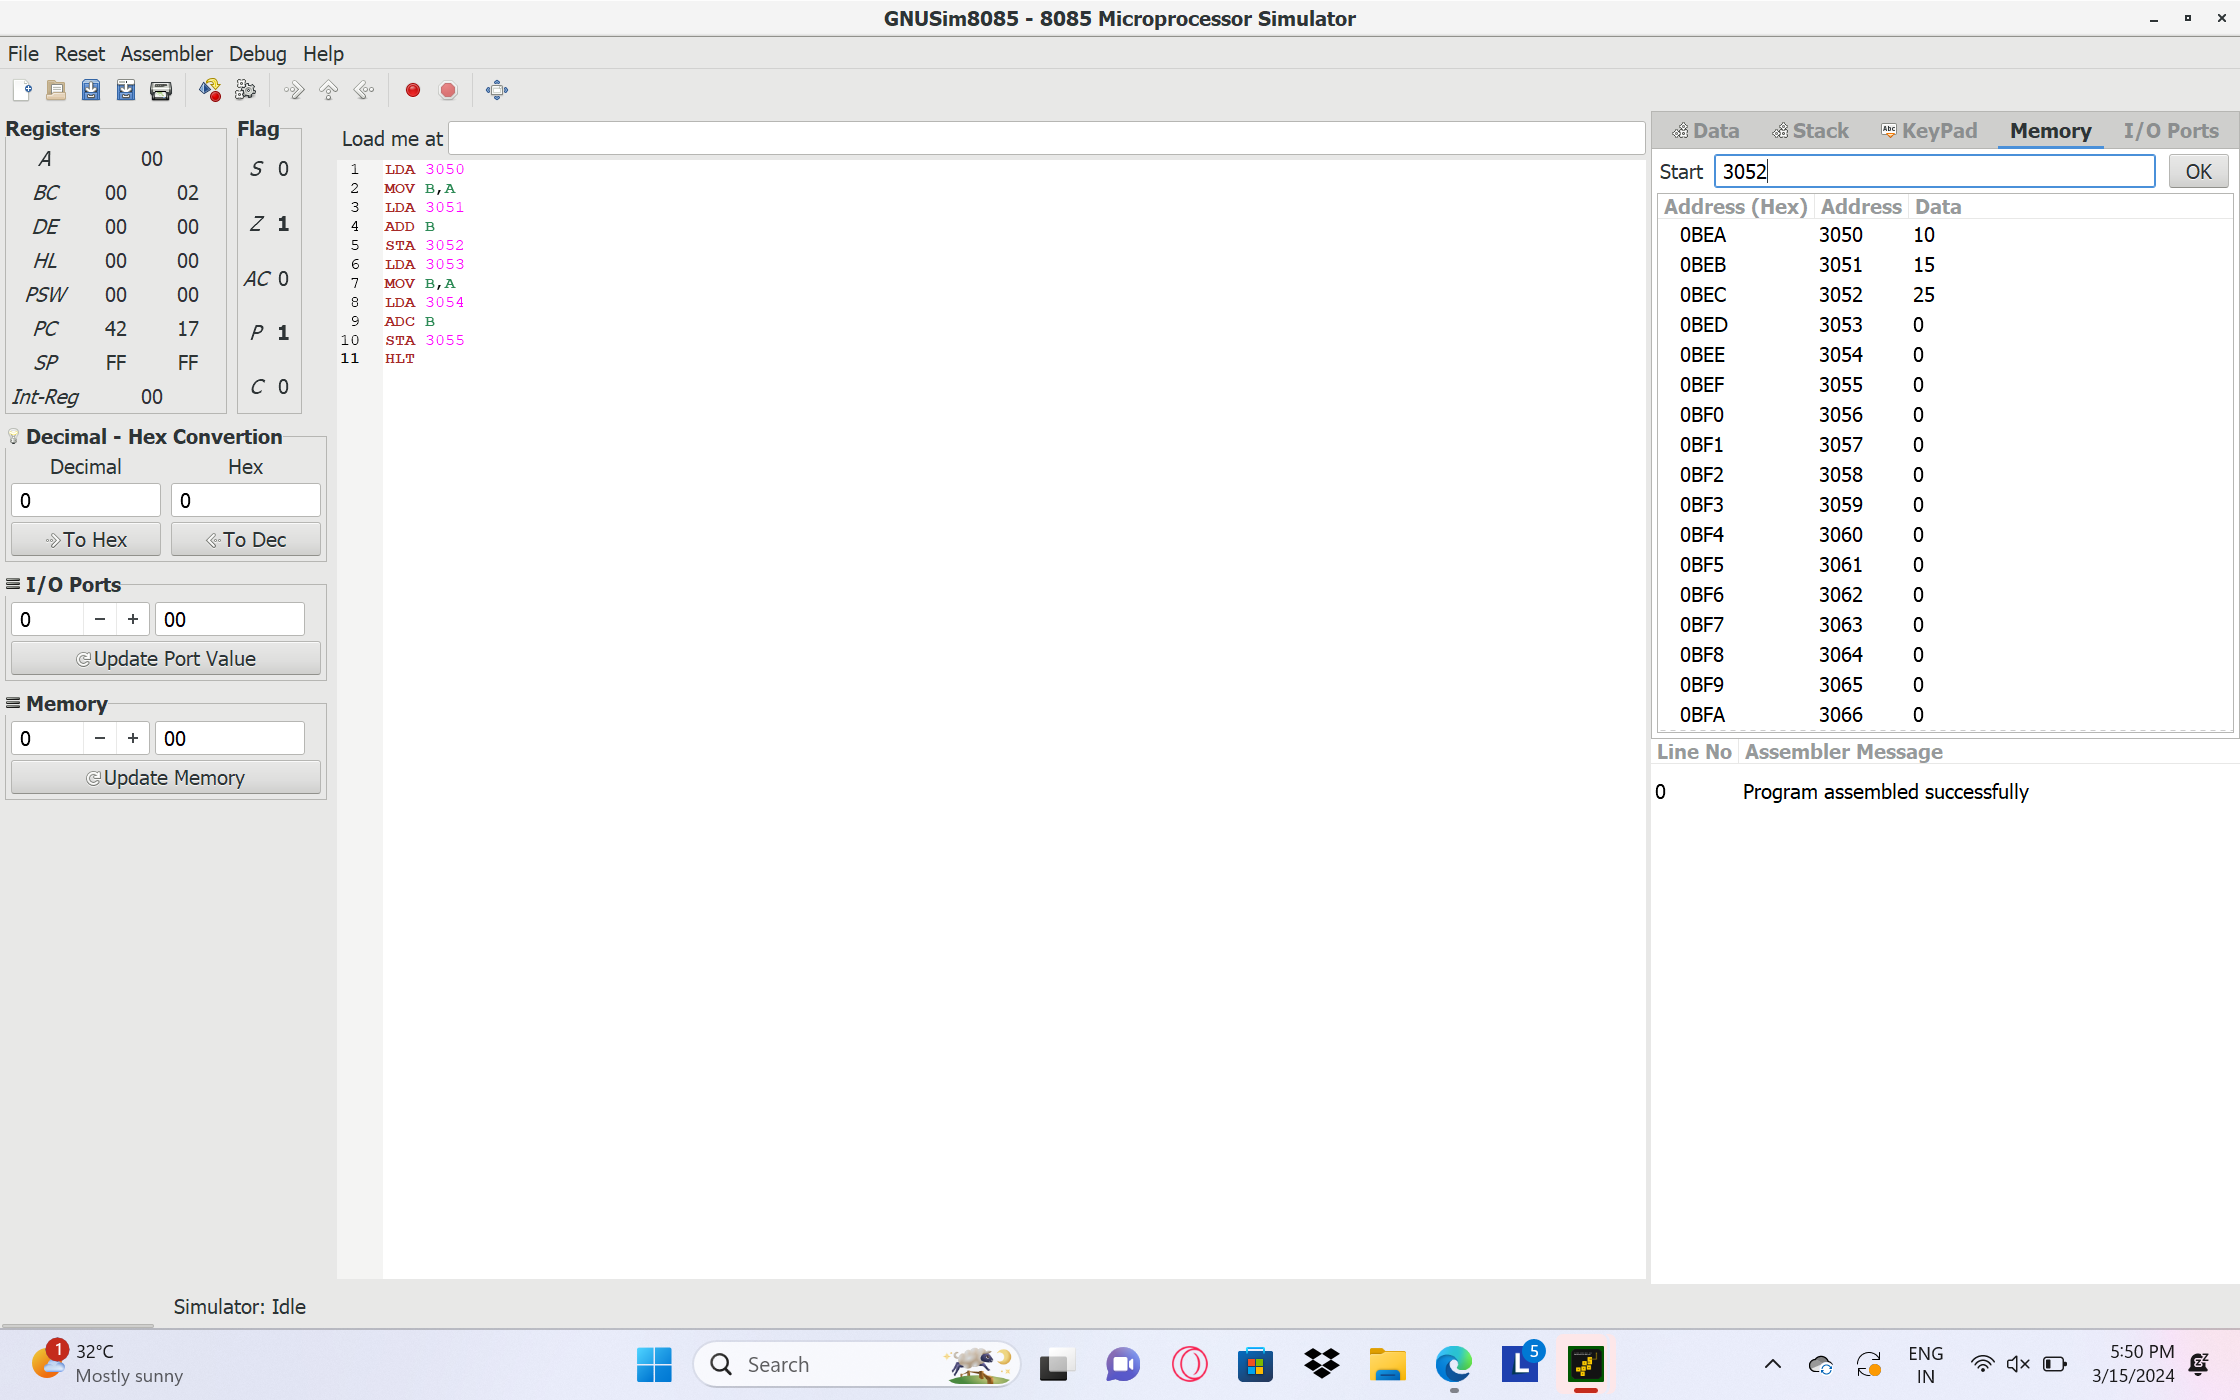 GNUSim8085 - 8085 Microprocessor Simulator
File Reset Assembler Debug Help
Registers
A 00
BC 00 02
DE 00 00
HL 00 00
PSW 00 00
PC 42 17
SP FF FF
Int-Reg 00
Flag
S 0
Z 1
AC 0
P 1
C 0
Decimal - Hex Convertion
Decimal Hex
0 0
To Hex To Dec
I/O Ports
0 − + 00
Update Port Value
Memory
0 − + 00
Update Memory
Load me at
1 LDA 3050
2 MOV B,A
3 LDA 3051
4 ADD B
5 STA 3052
6 LDA 3053
7 MOV B,A
8 LDA 3054
9 ADC B
10 STA 3055
11 HLT
Data Stack Abc KeyPad Memory I/O Ports
Start 3052 OK
Address (Hex) Address Data
0BEA 3050 10
0BEB 3051 15
0BEC 3052 25
0BED 3053 0
0BEE 3054 0
0BEF 3055 0
0BF0 3056 0
0BF1 3057 0
0BF2 3058 0
0BF3 3059 0
0BF4 3060 0
0BF5 3061 0
0BF6 3062 0
0BF7 3063 0
0BF8 3064 0
0BF9 3065 0
0BFA 3066 0
Line No Assembler Message
0 Program assembled successfully
Simulator: Idle
1 32°C
Mostly sunny
Search
L 5
ENG
IN
5:50 PM
3/15/2024